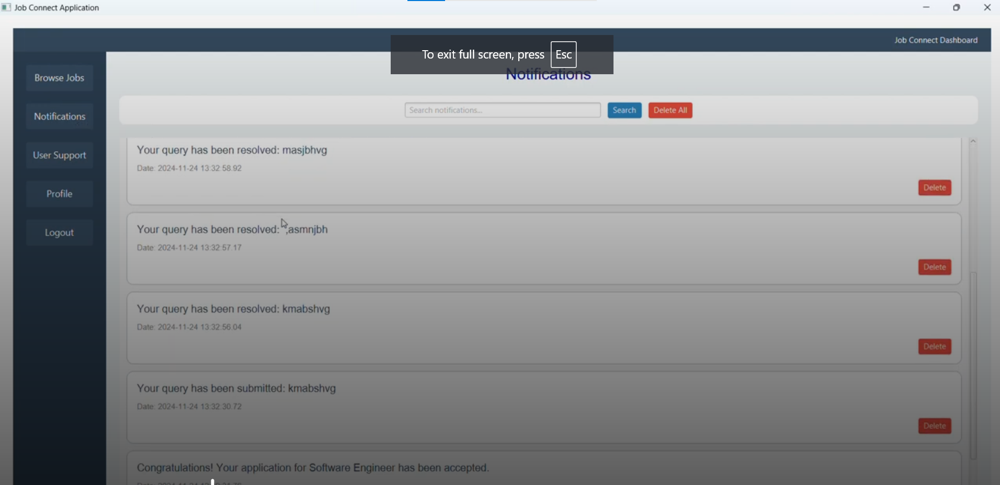 Job Connect Application
Job Connect Dashboard
To exit full screen, press Esc
Notifications
Browse Jobs
Notifications
User Support
Profile
Logout
Search notifications...
Search
Delete All
Your query has been resolved: masjbhvg
Date: 2024-11-24 13:32:58.92
Delete
Your query has been resolved: ,asmnjbh
Date: 2024-11-24 13:32:57.17
Delete
Your query has been resolved: kmabshvg
Date: 2024-11-24 13:32:56.04
Delete
Your query has been submitted: kmabshvg
Date: 2024-11-24 13:32:30.72
Delete
Congratulations! Your application for Software Engineer has been accepted.